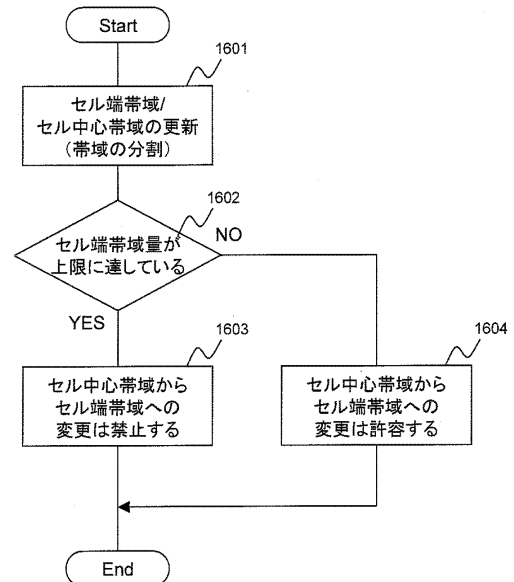 Start
1601
セル端帯域/
セル中心帯域の更新
(帯域の分割)
1602
セル端帯域量が
上限に達している
NO
YES
1603
セル中心帯域から
セル端帯域への
変更は禁止する
1604
セル中心帯域から
セル端帯域への
変更は許容する
End